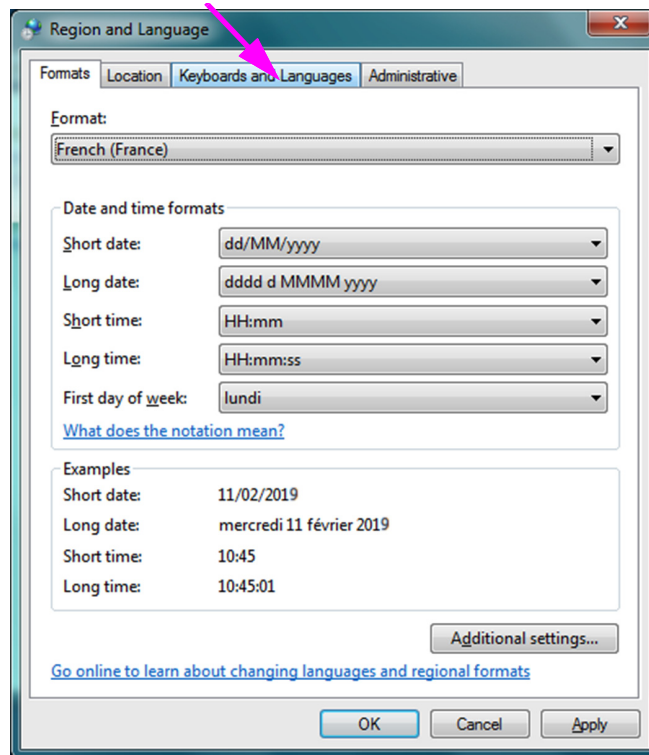 Region and Language
Formats Location Keyboards and Languages Administrative
Format:
French (France)
Date and time formats
Short date: dd/MM/yyyy
Long date: dddd d MMMM yyyy
Short time: HH:mm
Long time: HH:mm:ss
First day of week: lundi
What does the notation mean?
Examples
Short date: 11/02/2019
Long date: mercredi 11 février 2019
Short time: 10:45
Long time: 10:45:01
Additional settings...
Go online to learn about changing languages and regional formats
OK Cancel Apply